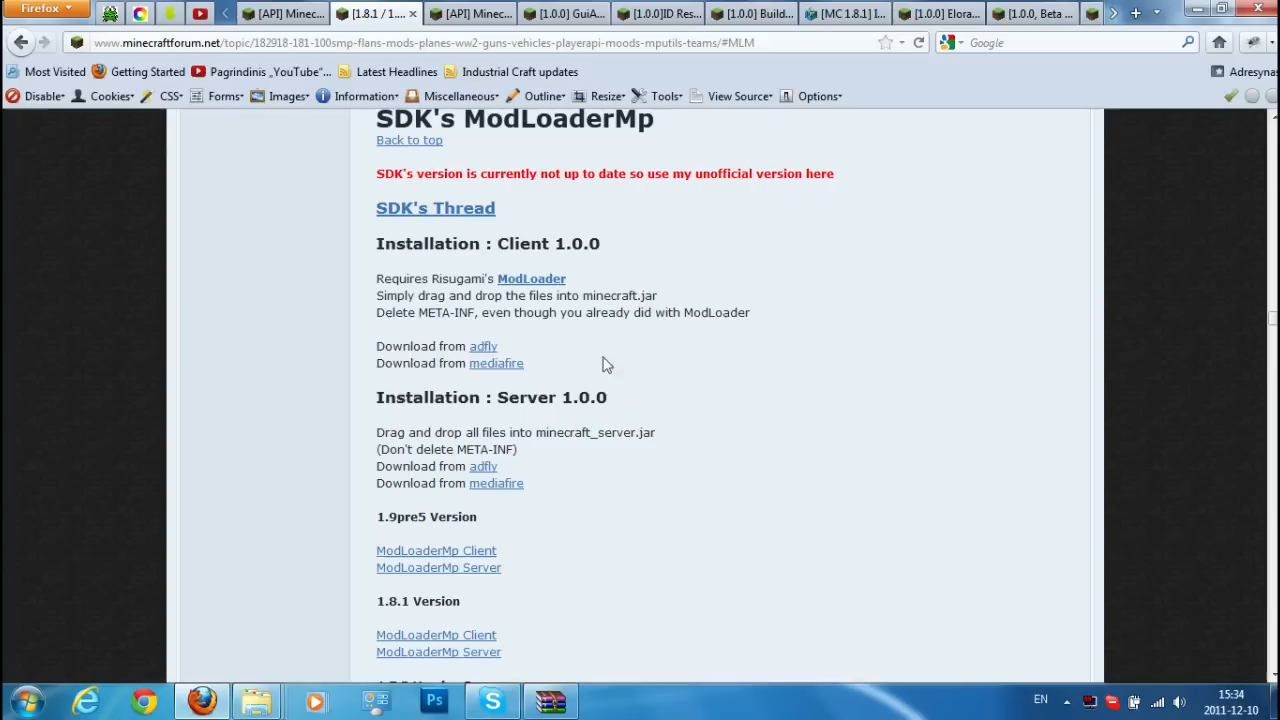 Firefox
[API] Minec...
[1.8.1 / 1....
[API] Minec...
[1.0.0] GuiA...
[1.0.0]ID Res...
[1.0.0] Build...
[MC 1.8.1] I...
[1.0.0] Elora...
[1.0.0, Beta ...
www.minecraftforum.net/topic/182918-181-100smp-flans-mods-planes-ww2-guns-vehicles-playerapi-moods-mputils-teams/#MLM
Google
Most Visited Getting Started Pagrindinis „YouTube"... Latest Headlines Industrial Craft updates Adresynas
Disable Cookies CSS Forms Images Information Miscellaneous Outline Resize Tools View Source Options
SDK's ModLoaderMp
Back to top
SDK's version is currently not up to date so use my unofficial version here
SDK's Thread
Installation : Client 1.0.0
Requires Risugami's ModLoader
Simply drag and drop the files into minecraft.jar
Delete META-INF, even though you already did with ModLoader
Download from adfly
Download from mediafire
Installation : Server 1.0.0
Drag and drop all files into minecraft_server.jar
(Don't delete META-INF)
Download from adfly
Download from mediafire
1.9pre5 Version
ModLoaderMp Client
ModLoaderMp Server
1.8.1 Version
ModLoaderMp Client
ModLoaderMp Server
Ps
EN
15:34
2011-12-10